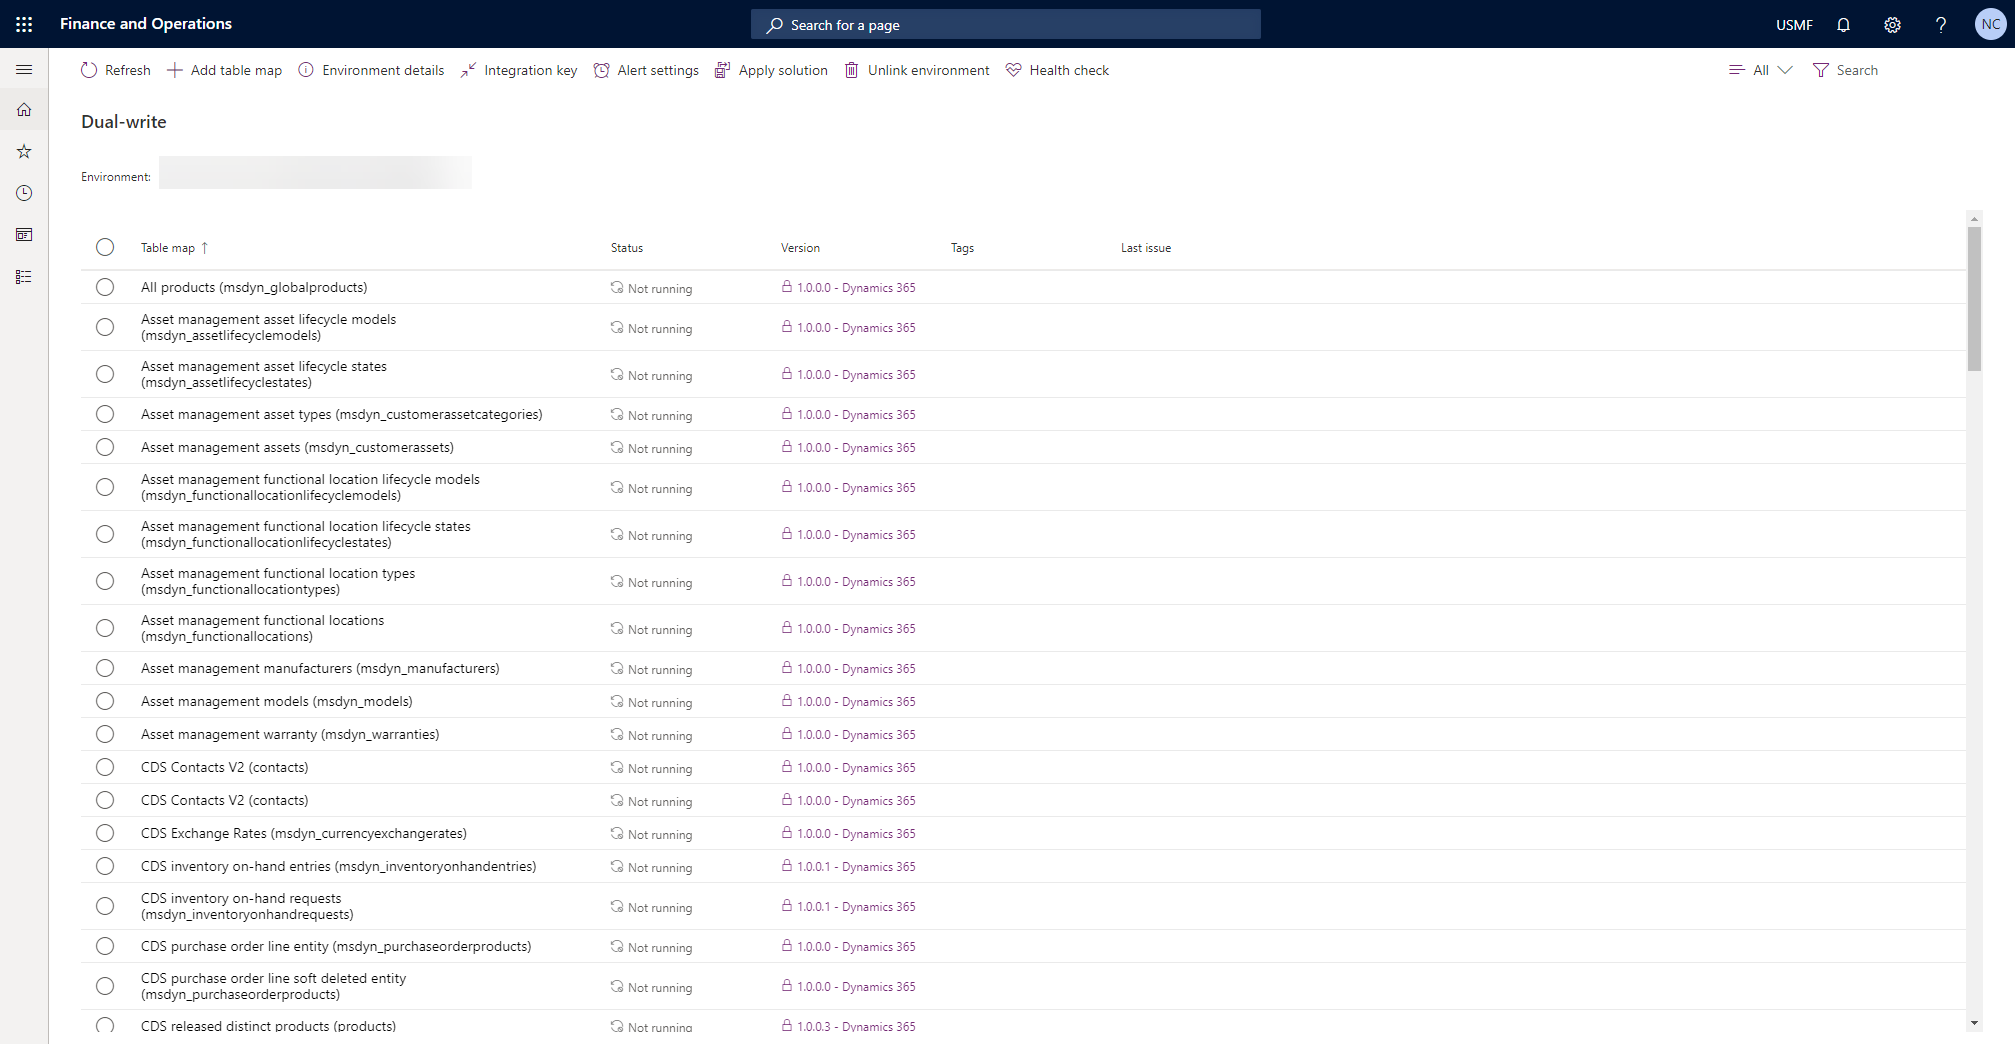 Finance and Operations
Search for a page
USMF
NC
Refresh Add table map Environment details Integration key Alert settings Apply solution Unlink environment Health check All Search
Dual-write
Environment:
Table map ↑ Status Version Tags Last issue
All products (msdyn_globalproducts) Not running 1.0.0.0 - Dynamics 365
Asset management asset lifecycle models
(msdyn_assetlifecyclemodels) Not running 1.0.0.0 - Dynamics 365
Asset management asset lifecycle states
(msdyn_assetlifecyclestates) Not running 1.0.0.0 - Dynamics 365
Asset management asset types (msdyn_customerassetcategories) Not running 1.0.0.0 - Dynamics 365
Asset management assets (msdyn_customerassets) Not running 1.0.0.0 - Dynamics 365
Asset management functional location lifecycle models
(msdyn_functionallocationlifecyclemodels) Not running 1.0.0.0 - Dynamics 365
Asset management functional location lifecycle states
(msdyn_functionallocationlifecyclestates) Not running 1.0.0.0 - Dynamics 365
Asset management functional location types
(msdyn_functionallocationtypes) Not running 1.0.0.0 - Dynamics 365
Asset management functional locations
(msdyn_functionallocations) Not running 1.0.0.0 - Dynamics 365
Asset management manufacturers (msdyn_manufacturers) Not running 1.0.0.0 - Dynamics 365
Asset management models (msdyn_models) Not running 1.0.0.0 - Dynamics 365
Asset management warranty (msdyn_warranties) Not running 1.0.0.0 - Dynamics 365
CDS Contacts V2 (contacts) Not running 1.0.0.0 - Dynamics 365
CDS Contacts V2 (contacts) Not running 1.0.0.0 - Dynamics 365
CDS Exchange Rates (msdyn_currencyexchangerates) Not running 1.0.0.0 - Dynamics 365
CDS inventory on-hand entries (msdyn_inventoryonhandentries) Not running 1.0.0.1 - Dynamics 365
CDS inventory on-hand requests
(msdyn_inventoryonhandrequests) Not running 1.0.0.1 - Dynamics 365
CDS purchase order line entity (msdyn_purchaseorderproducts) Not running 1.0.0.0 - Dynamics 365
CDS purchase order line soft deleted entity
(msdyn_purchaseorderproducts) Not running 1.0.0.0 - Dynamics 365
CDS released distinct products (products) Not running 1.0.0.3 - Dynamics 365